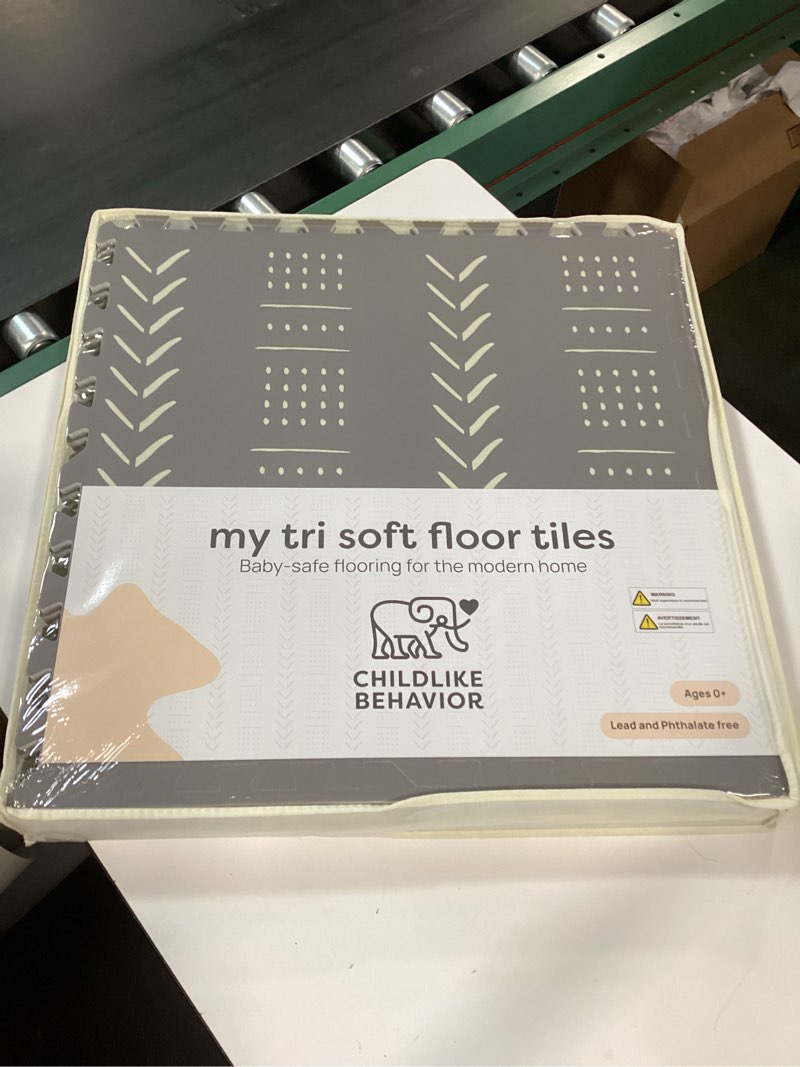 my tri soft floor tiles
Baby-safe flooring for the modern home
CHILDLIKE
BEHAVIOR
WARNING
AVERTISSEMENT
Ages 0+
Lead and Phthalate free